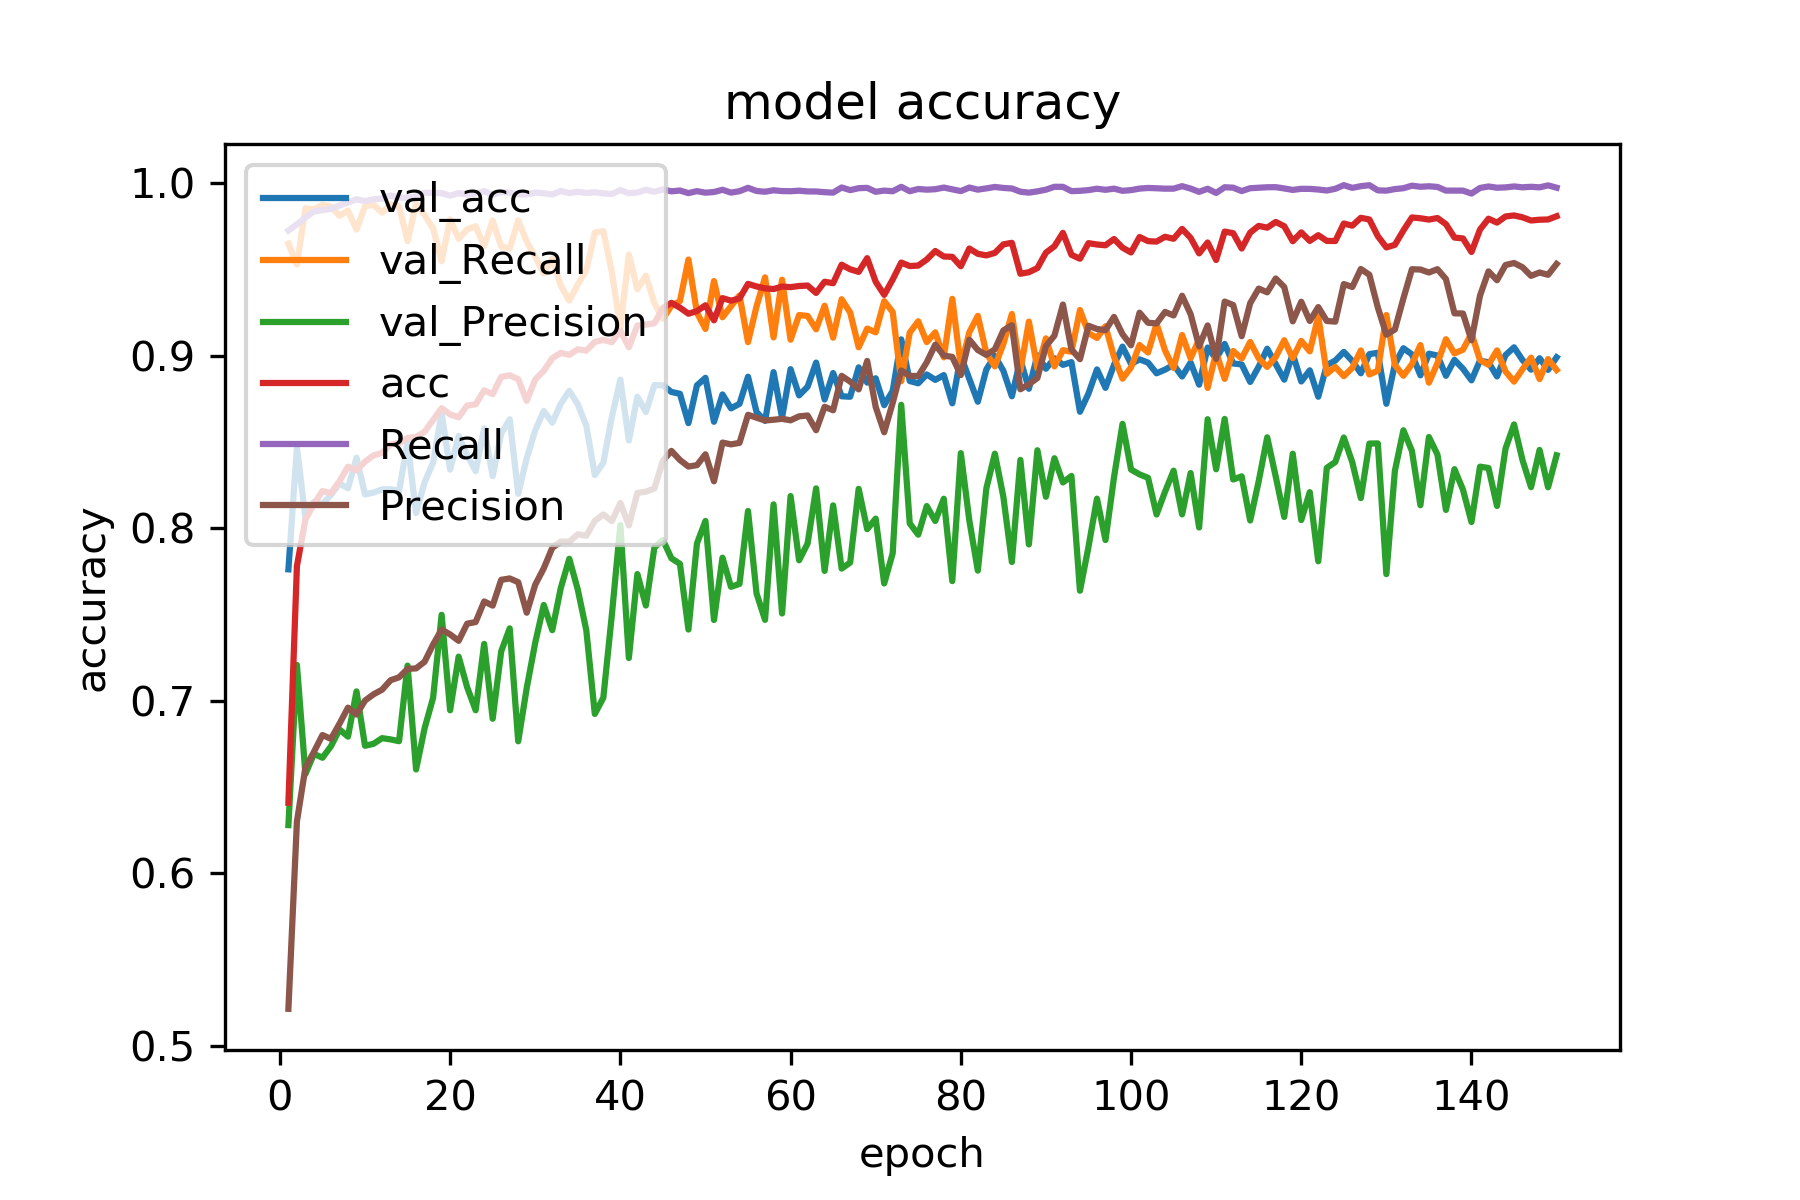 model accuracy
1.0
0.9
0.8
0.7
0.6
0.5
accuracy
val_acc
val_Recall
val_Precision
acc
Recall
Precision
0 20 40 60 80 100 120 140
epoch